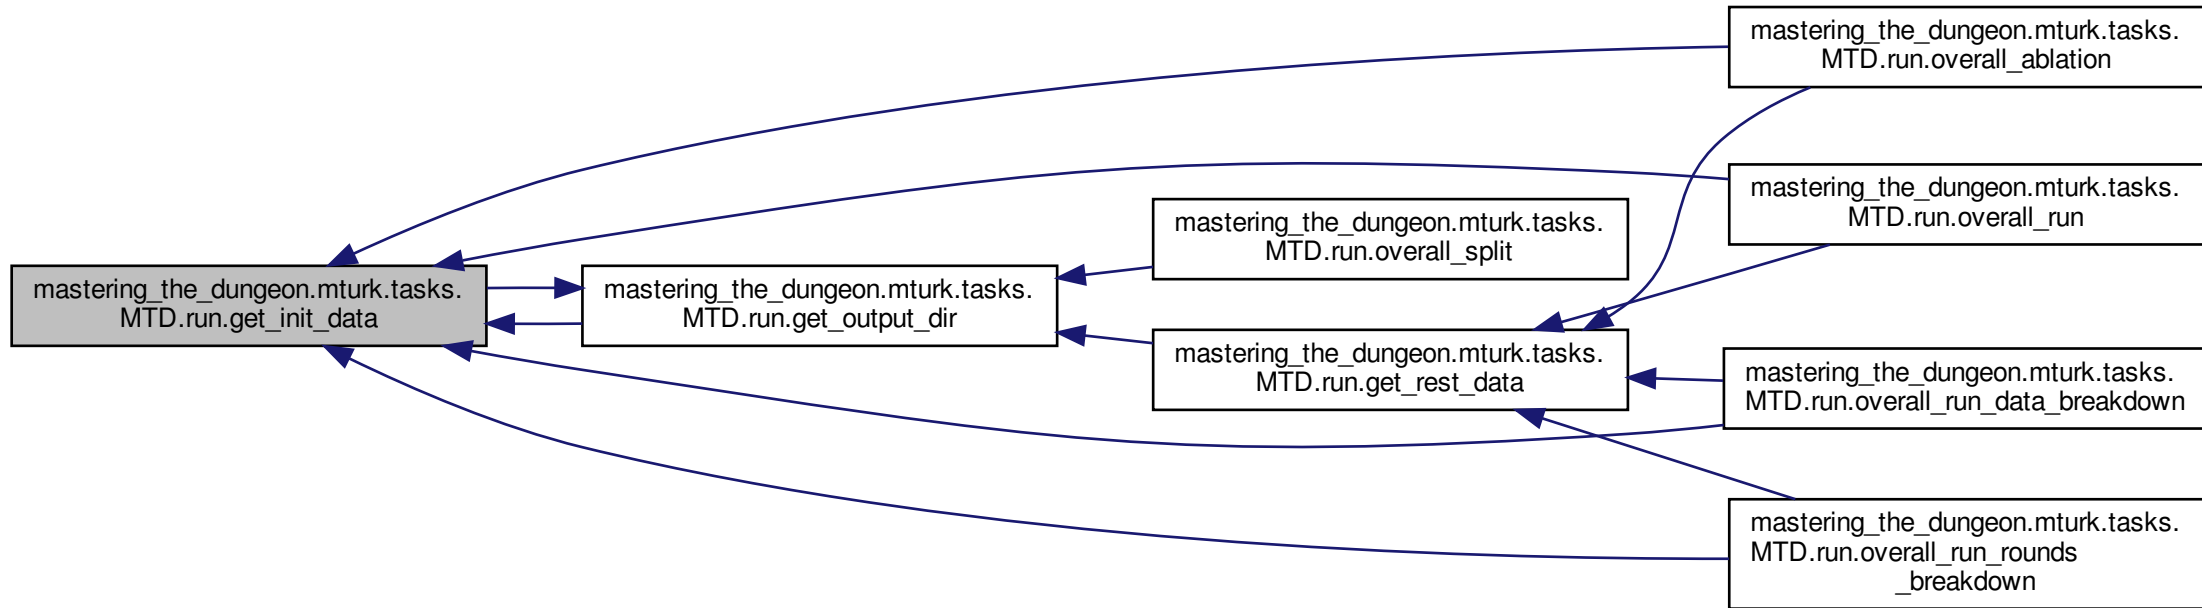 mastering_the_dungeon.mturk.tasks.
MTD.run.get_init_data
mastering_the_dungeon.mturk.tasks.
MTD.run.get_output_dir
mastering_the_dungeon.mturk.tasks.
MTD.run.overall_split
mastering_the_dungeon.mturk.tasks.
MTD.run.get_rest_data
mastering_the_dungeon.mturk.tasks.
MTD.run.overall_ablation
mastering_the_dungeon.mturk.tasks.
MTD.run.overall_run
mastering_the_dungeon.mturk.tasks.
MTD.run.overall_run_data_breakdown
mastering_the_dungeon.mturk.tasks.
MTD.run.overall_run_rounds
_breakdown